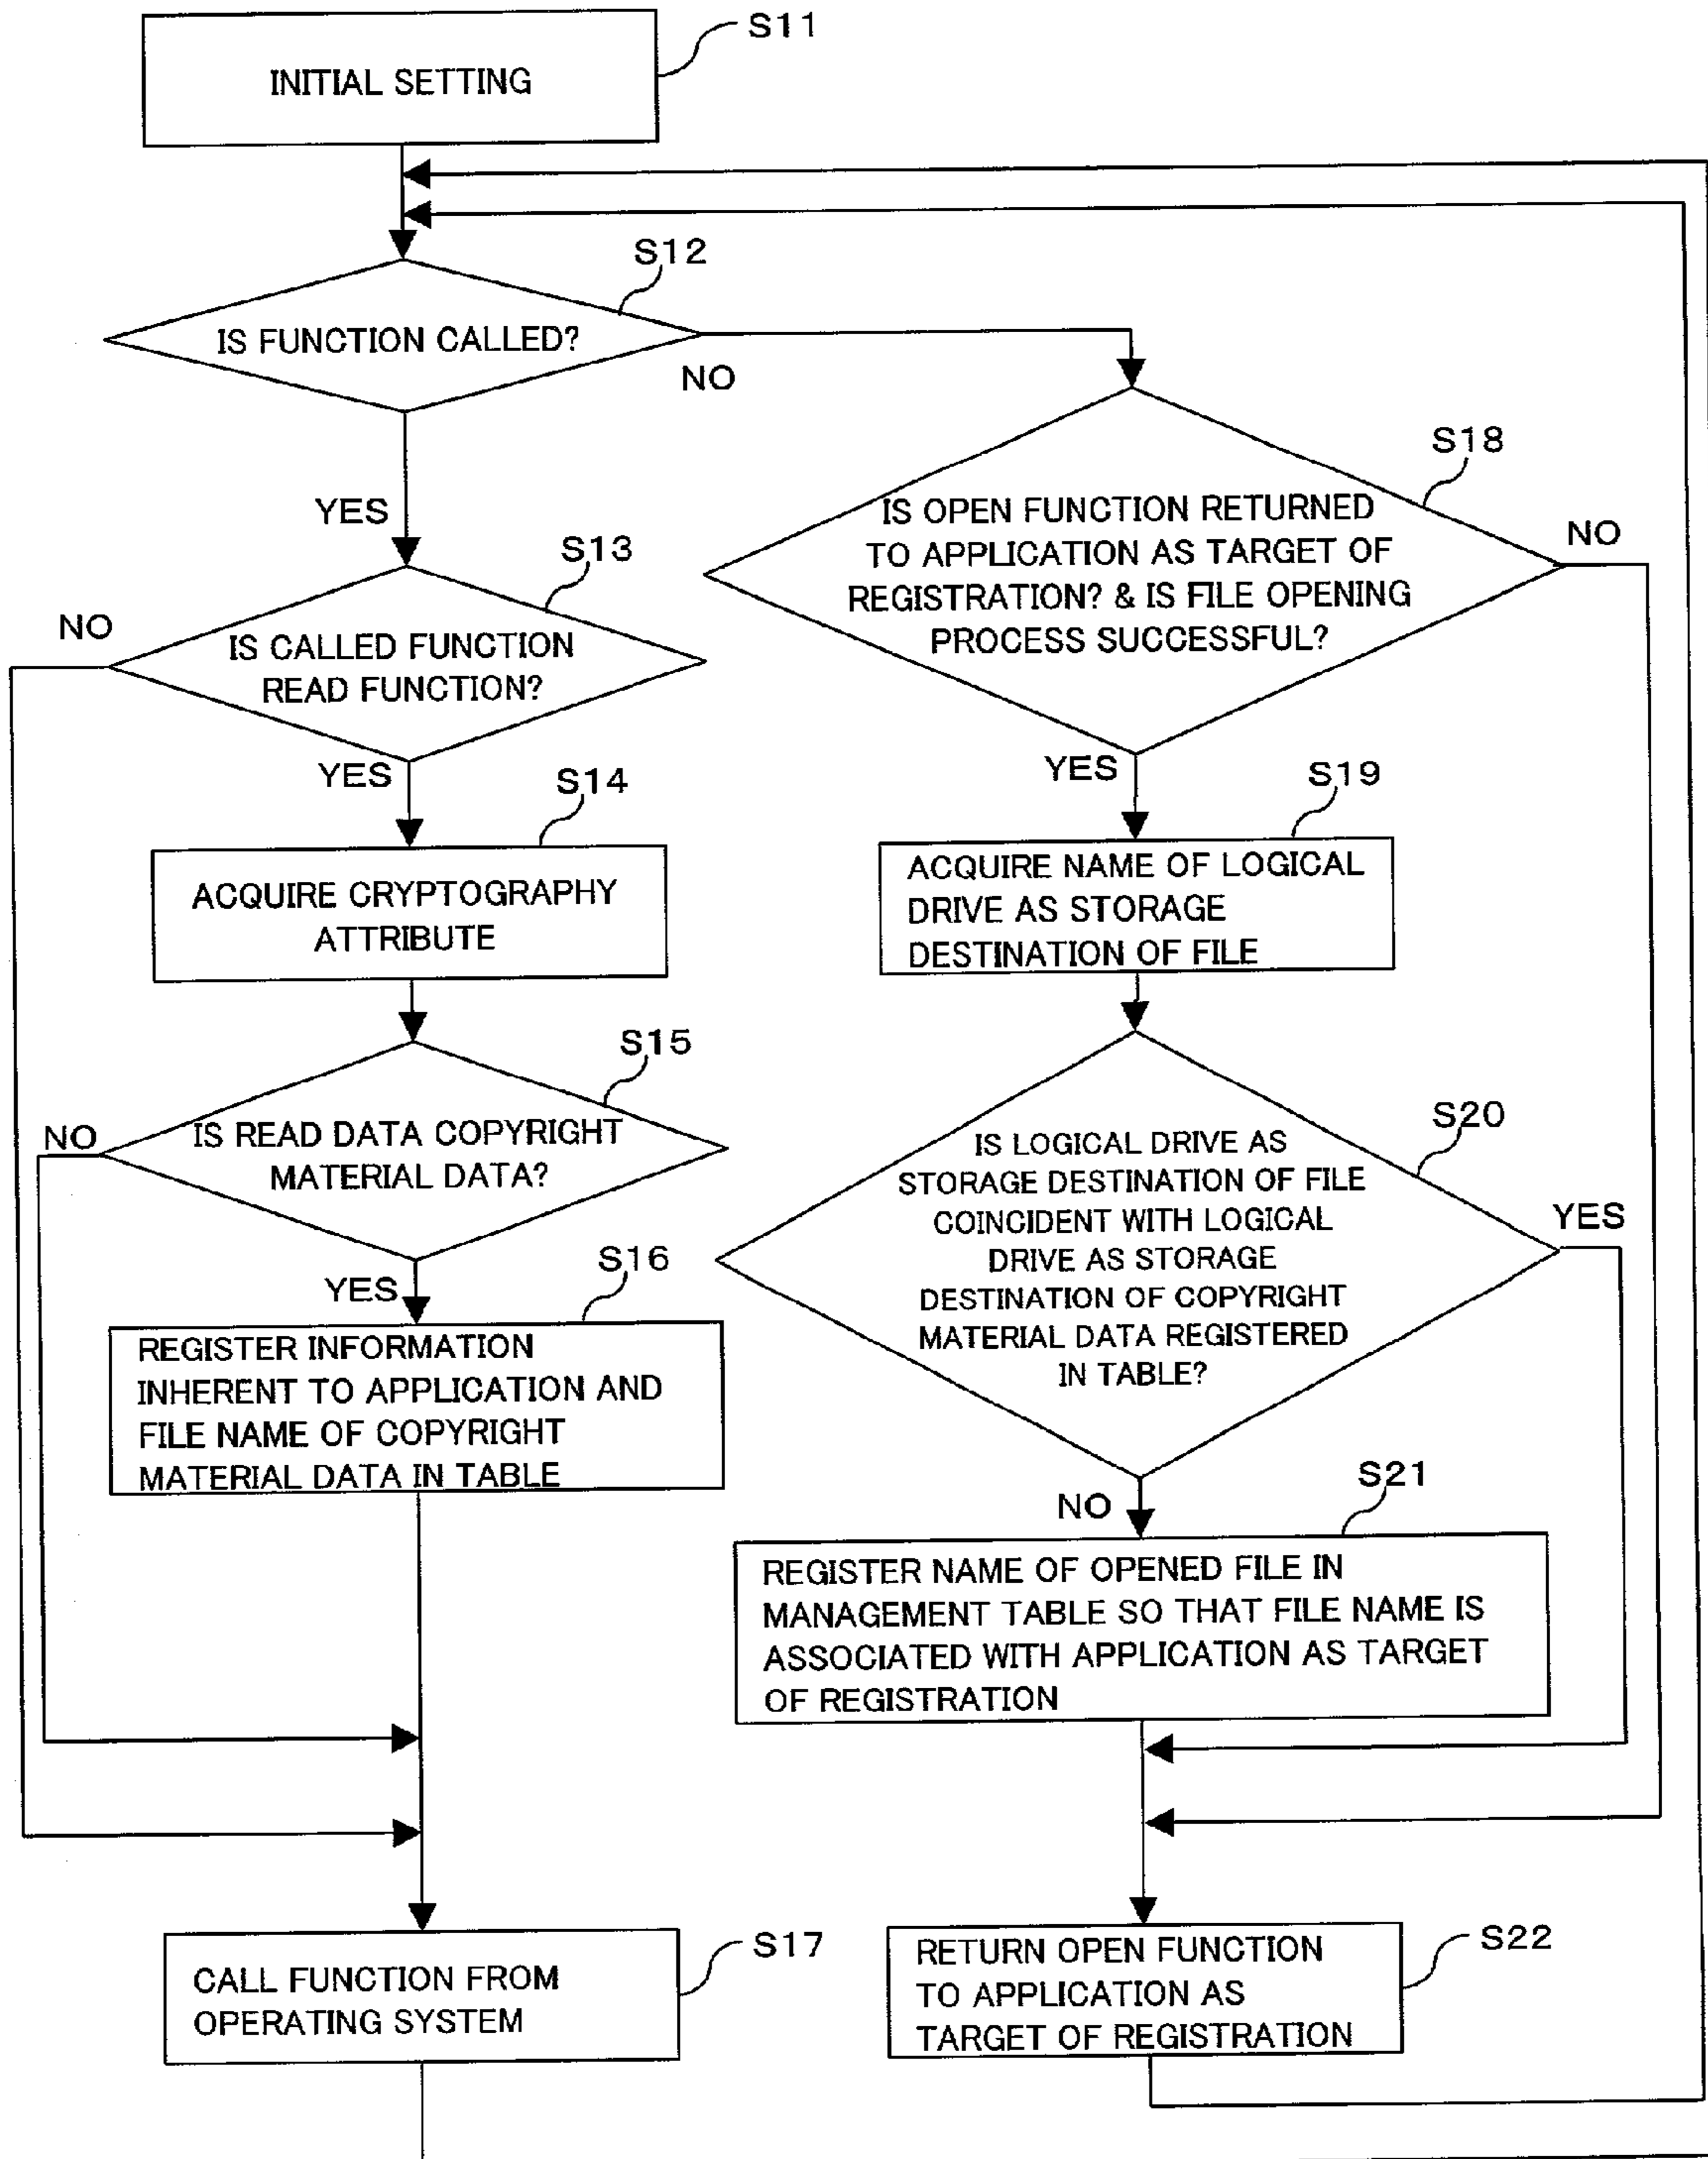 S11
INITIAL SETTING
S12
IS FUNCTION CALLED?
NO
YES
S13
NO
IS CALLED FUNCTION
READ FUNCTION?
YES
S14
ACQUIRE CRYPTOGRAPHY
ATTRIBUTE
S15
NO
IS READ DATA COPYRIGHT
MATERIAL DATA?
YES
S16
REGISTER INFORMATION
INHERENT TO APPLICATION AND
FILE NAME OF COPYRIGHT
MATERIAL DATA IN TABLE
S17
CALL FUNCTION FROM
OPERATING SYSTEM
S18
IS OPEN FUNCTION RETURNED
TO APPLICATION AS TARGET OF
REGISTRATION? & IS FILE OPENING
PROCESS SUCCESSFUL?
NO
YES
S19
ACQUIRE NAME OF LOGICAL
DRIVE AS STORAGE
DESTINATION OF FILE
S20
IS LOGICAL DRIVE AS
STORAGE DESTINATION OF FILE
COINCIDENT WITH LOGICAL
DRIVE AS STORAGE
DESTINATION OF COPYRIGHT
MATERIAL DATA REGISTERED
IN TABLE?
YES
NO
S21
REGISTER NAME OF OPENED FILE IN
MANAGEMENT TABLE SO THAT FILE NAME IS
ASSOCIATED WITH APPLICATION AS TARGET
OF REGISTRATION
S22
RETURN OPEN FUNCTION
TO APPLICATION AS
TARGET OF REGISTRATION